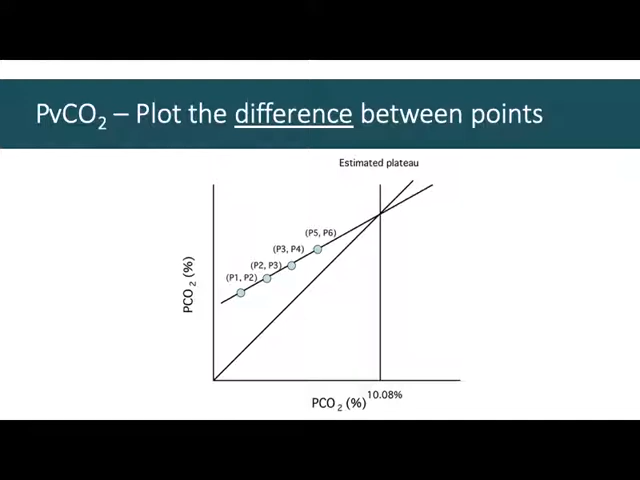 PvCO2 – Plot the difference between points
Estimated plateau
(P5, P6)
(P3, P4)
(P2, P3)
(P1, P2)
PCO2 (%)
10.08%
PCO2 (%)